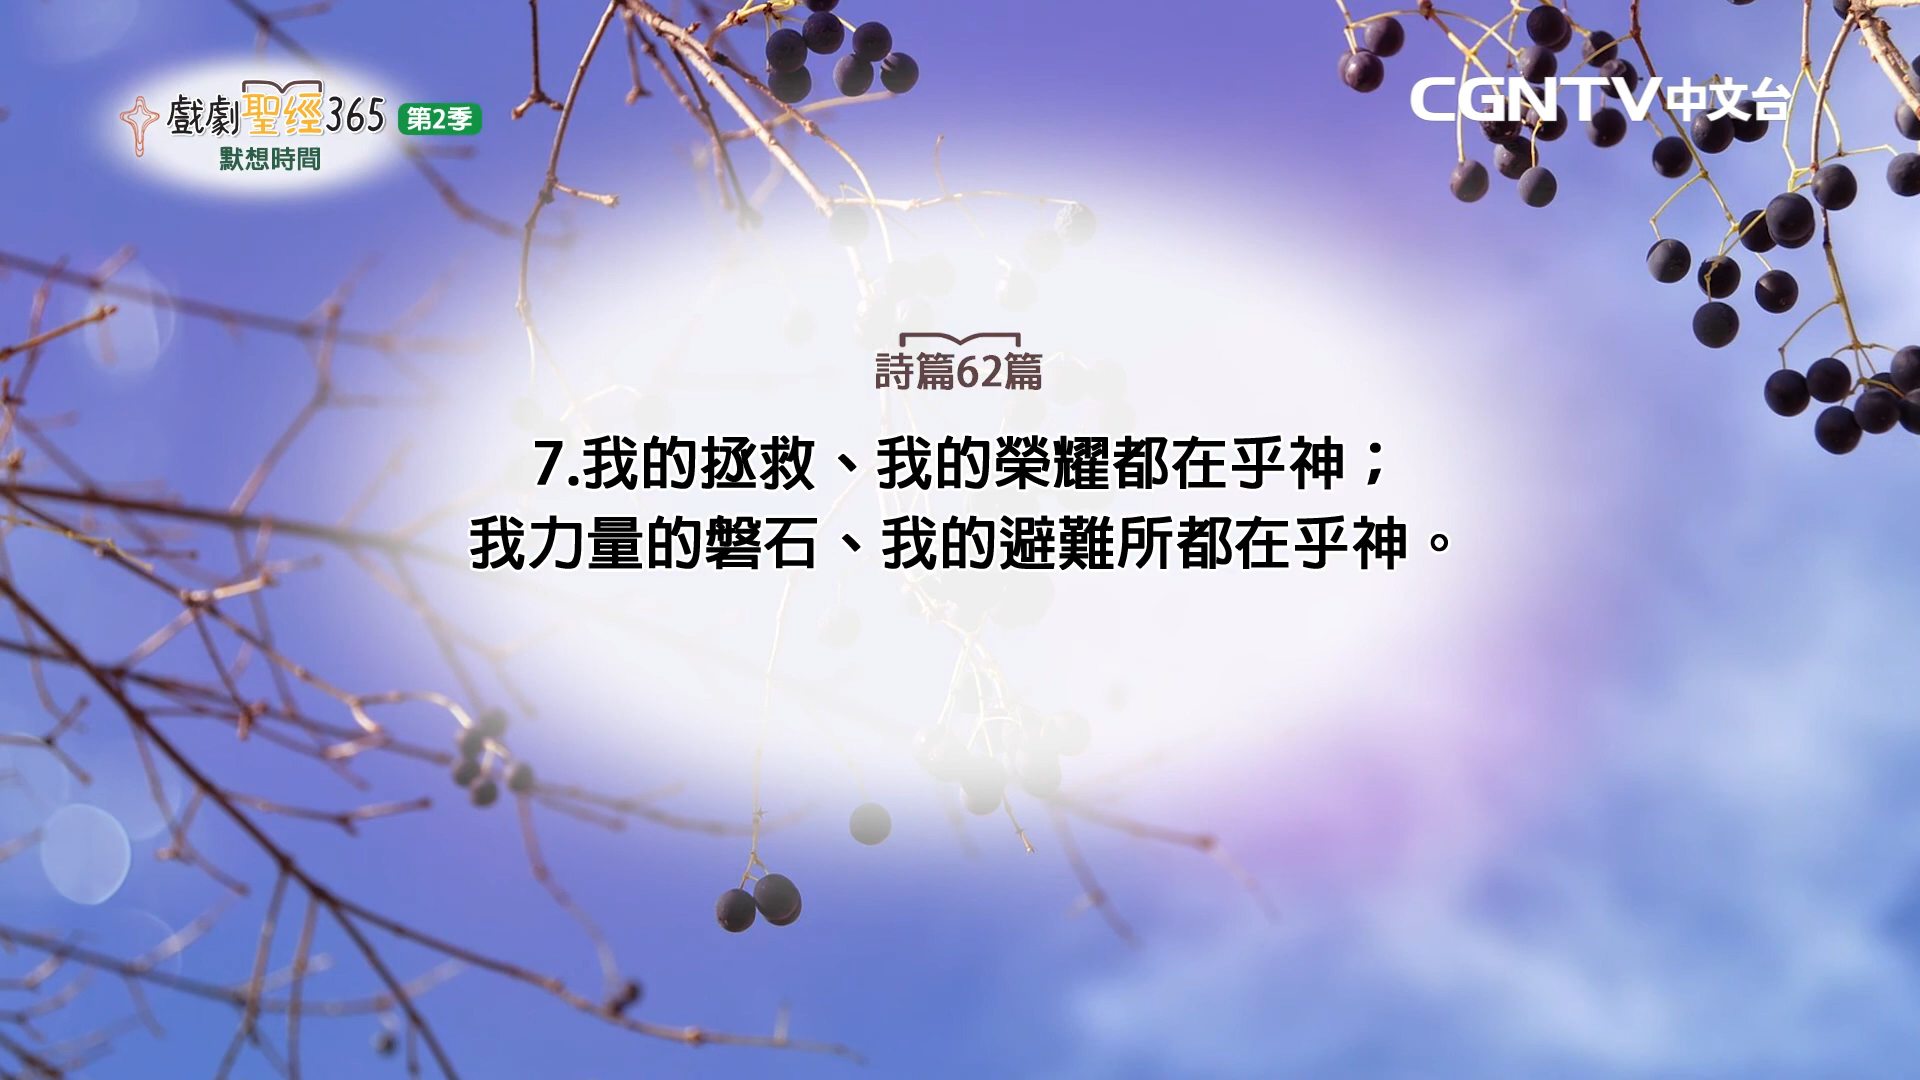 戲劇聖經365 第2季
默想時間
CGNTV中文台
詩篇62篇
7.我的拯救、我的榮耀都在乎神；
我力量的磐石、我的避難所都在乎神。